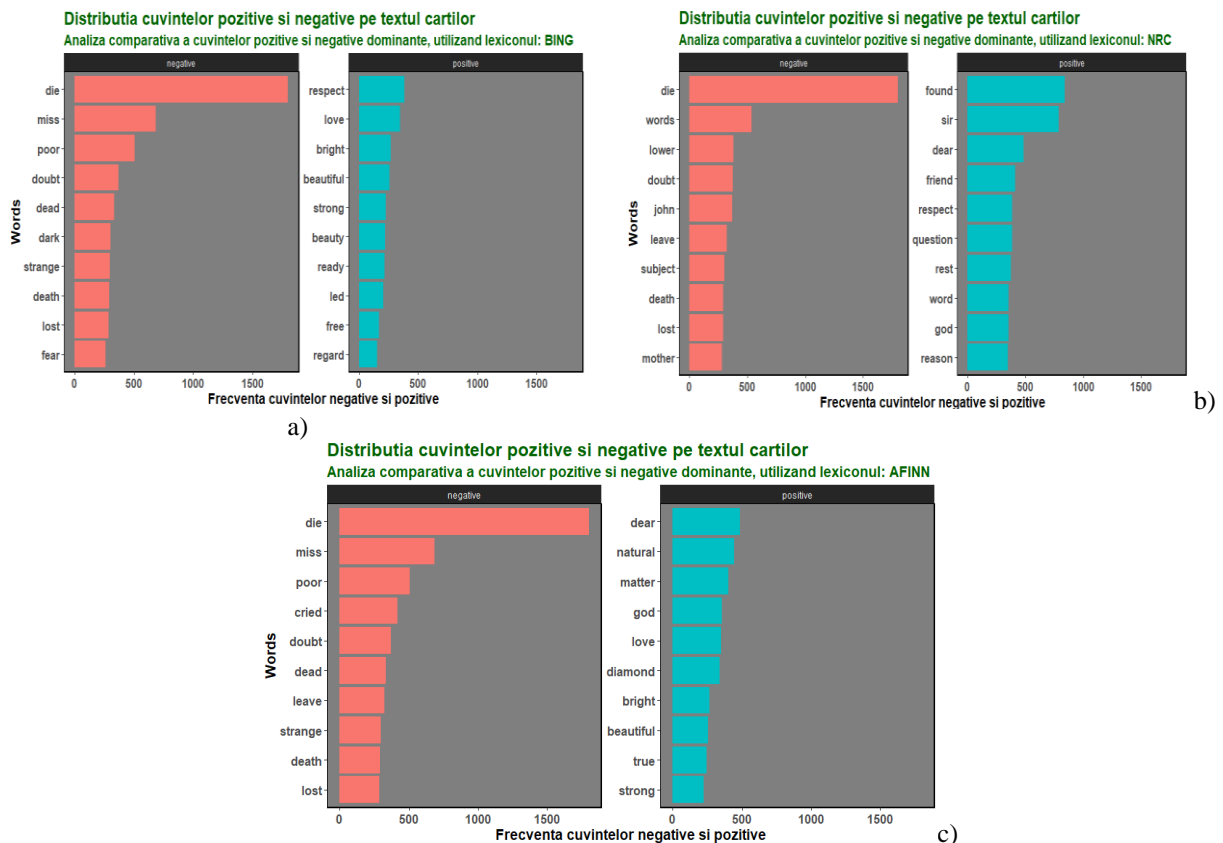 Distributia cuvintelor pozitive si negative pe textul cartilor
Analiza comparativa a cuvintelor pozitive si negative dominante, utilizand lexiconul: BING
negative
positive
Words
die
miss
poor
doubt
dead
dark
strange
death
lost
fear
respect
love
bright
beautiful
strong
beauty
ready
led
free
regard
0 500 1000 1500
0 500 1000 1500
Frecventa cuvintelor negative si pozitive
a)
Distributia cuvintelor pozitive si negative pe textul cartilor
Analiza comparativa a cuvintelor pozitive si negative dominante, utilizand lexiconul: NRC
negative
positive
Words
die
words
lower
doubt
john
leave
subject
death
lost
mother
found
sir
dear
friend
respect
question
rest
word
god
reason
0 500 1000 1500
0 500 1000 1500
Frecventa cuvintelor negative si pozitive
b)
Distributia cuvintelor pozitive si negative pe textul cartilor
Analiza comparativa a cuvintelor pozitive si negative dominante, utilizand lexiconul: AFINN
negative
positive
Words
die
miss
poor
cried
doubt
dead
leave
strange
death
lost
dear
natural
matter
god
love
diamond
bright
beautiful
true
strong
0 500 1000 1500
0 500 1000 1500
Frecventa cuvintelor negative si pozitive
c)